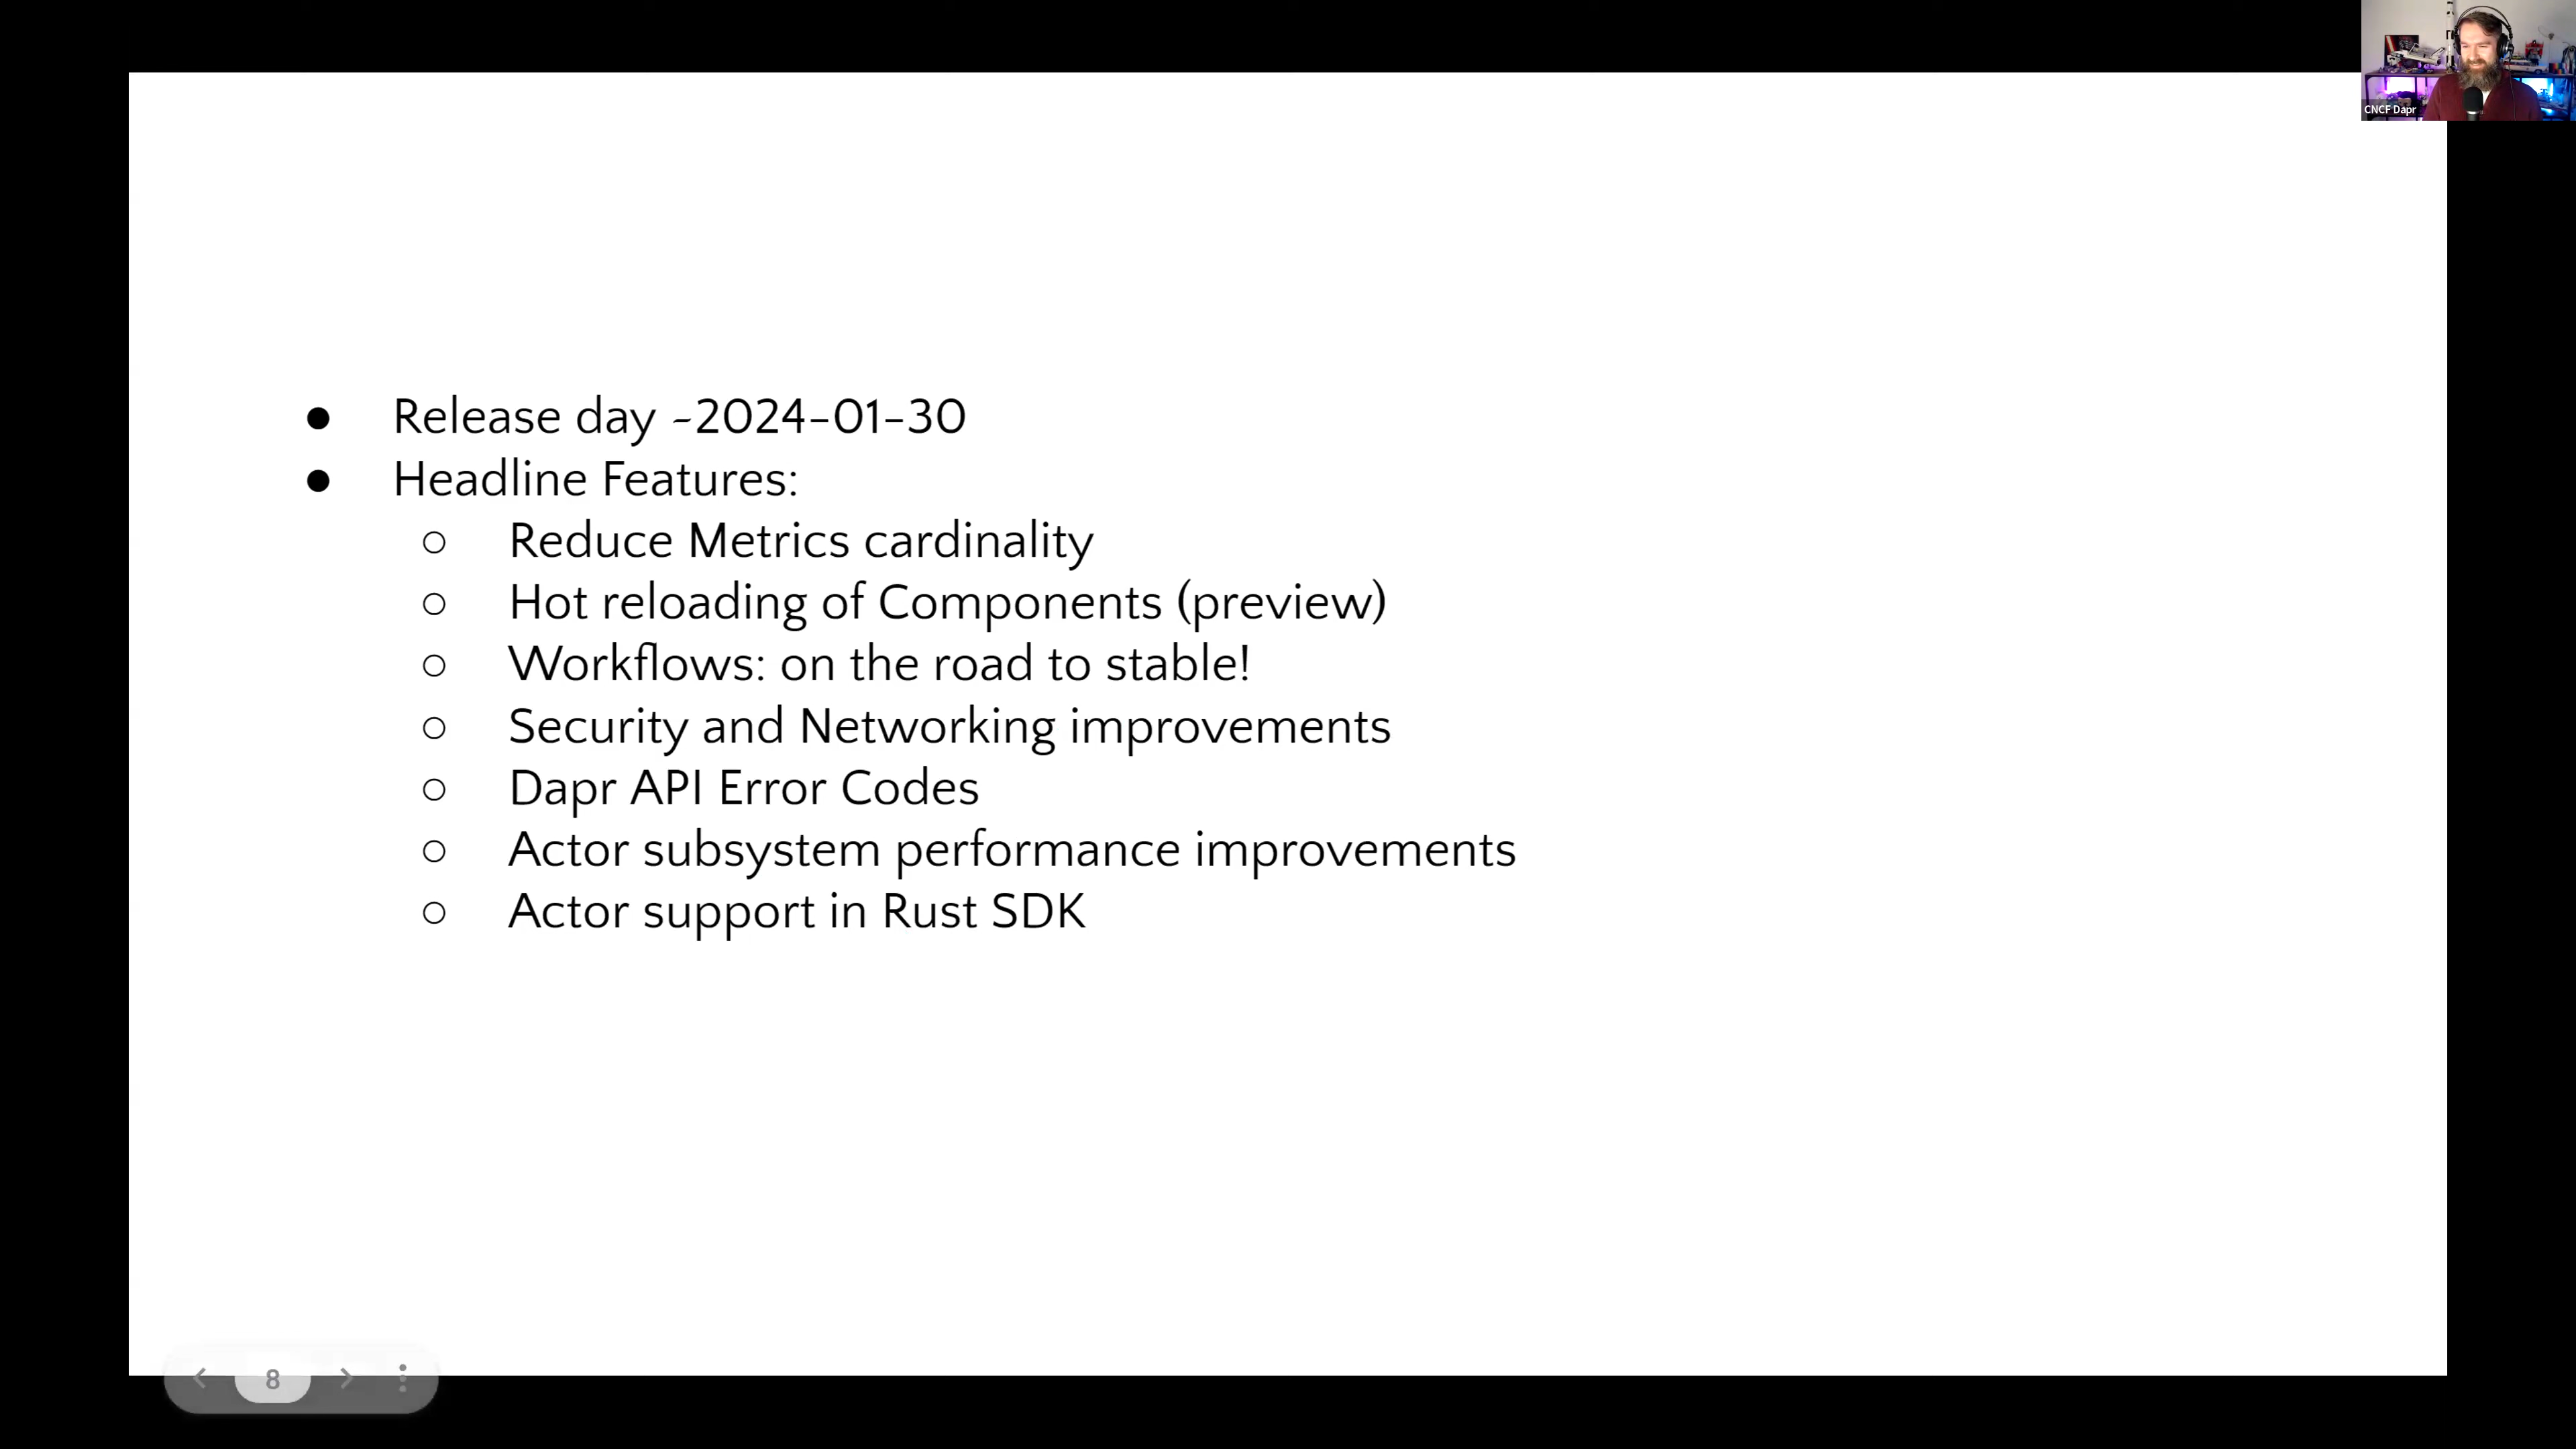 CNCF Dapr
● Release day ~2024-01-30
● Headline Features:
○ Reduce Metrics cardinality
○ Hot reloading of Components (preview)
○ Workflows: on the road to stable!
○ Security and Networking improvements
○ Dapr API Error Codes
○ Actor subsystem performance improvements
○ Actor support in Rust SDK
8